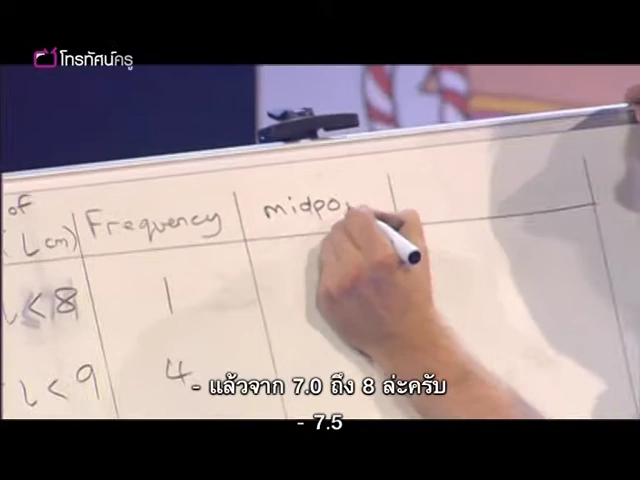 โทรทัศน์ครู
of
L cm)
Frequency
midpo
L < 8
1
L < 9
4
- แล้วจาก 7.0 ถึง 8 ล่ะครับ
- 7.5